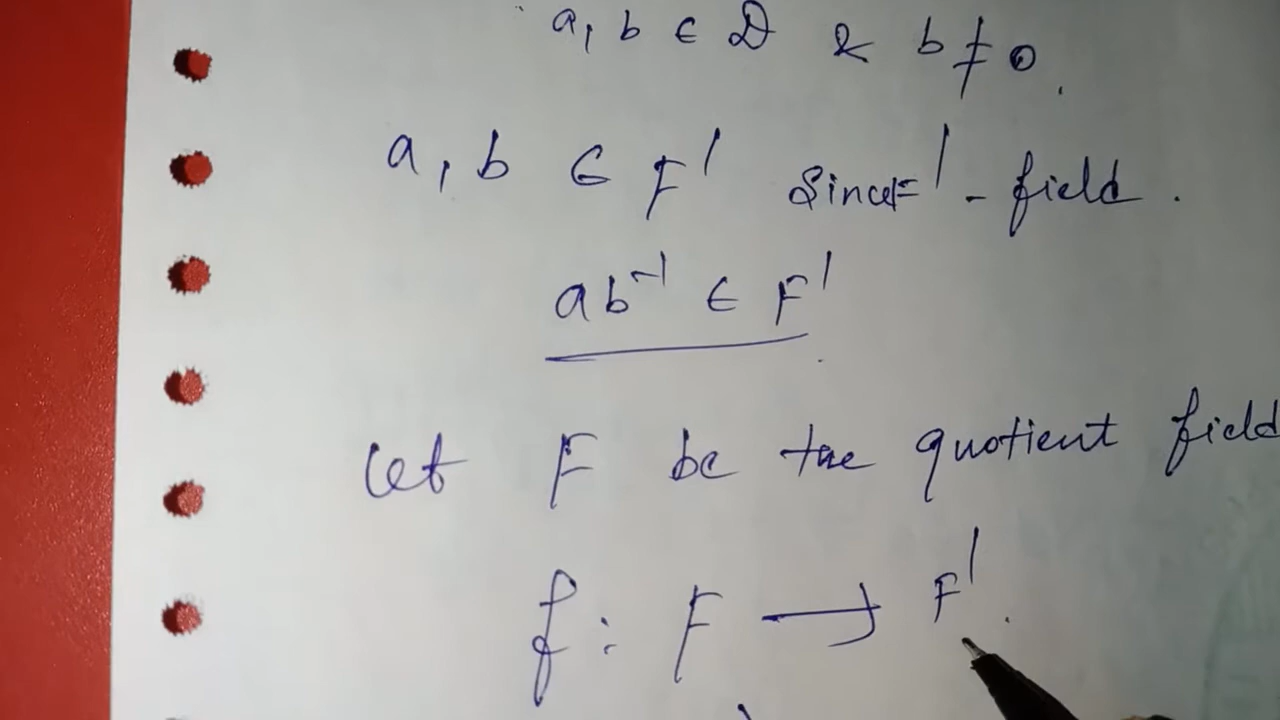 a, b ∈ D & b ≠ 0.
a, b ∈ F' Since F' - field.
ab⁻¹ ∈ F'
Let F be the quotient field
f : F → F'.